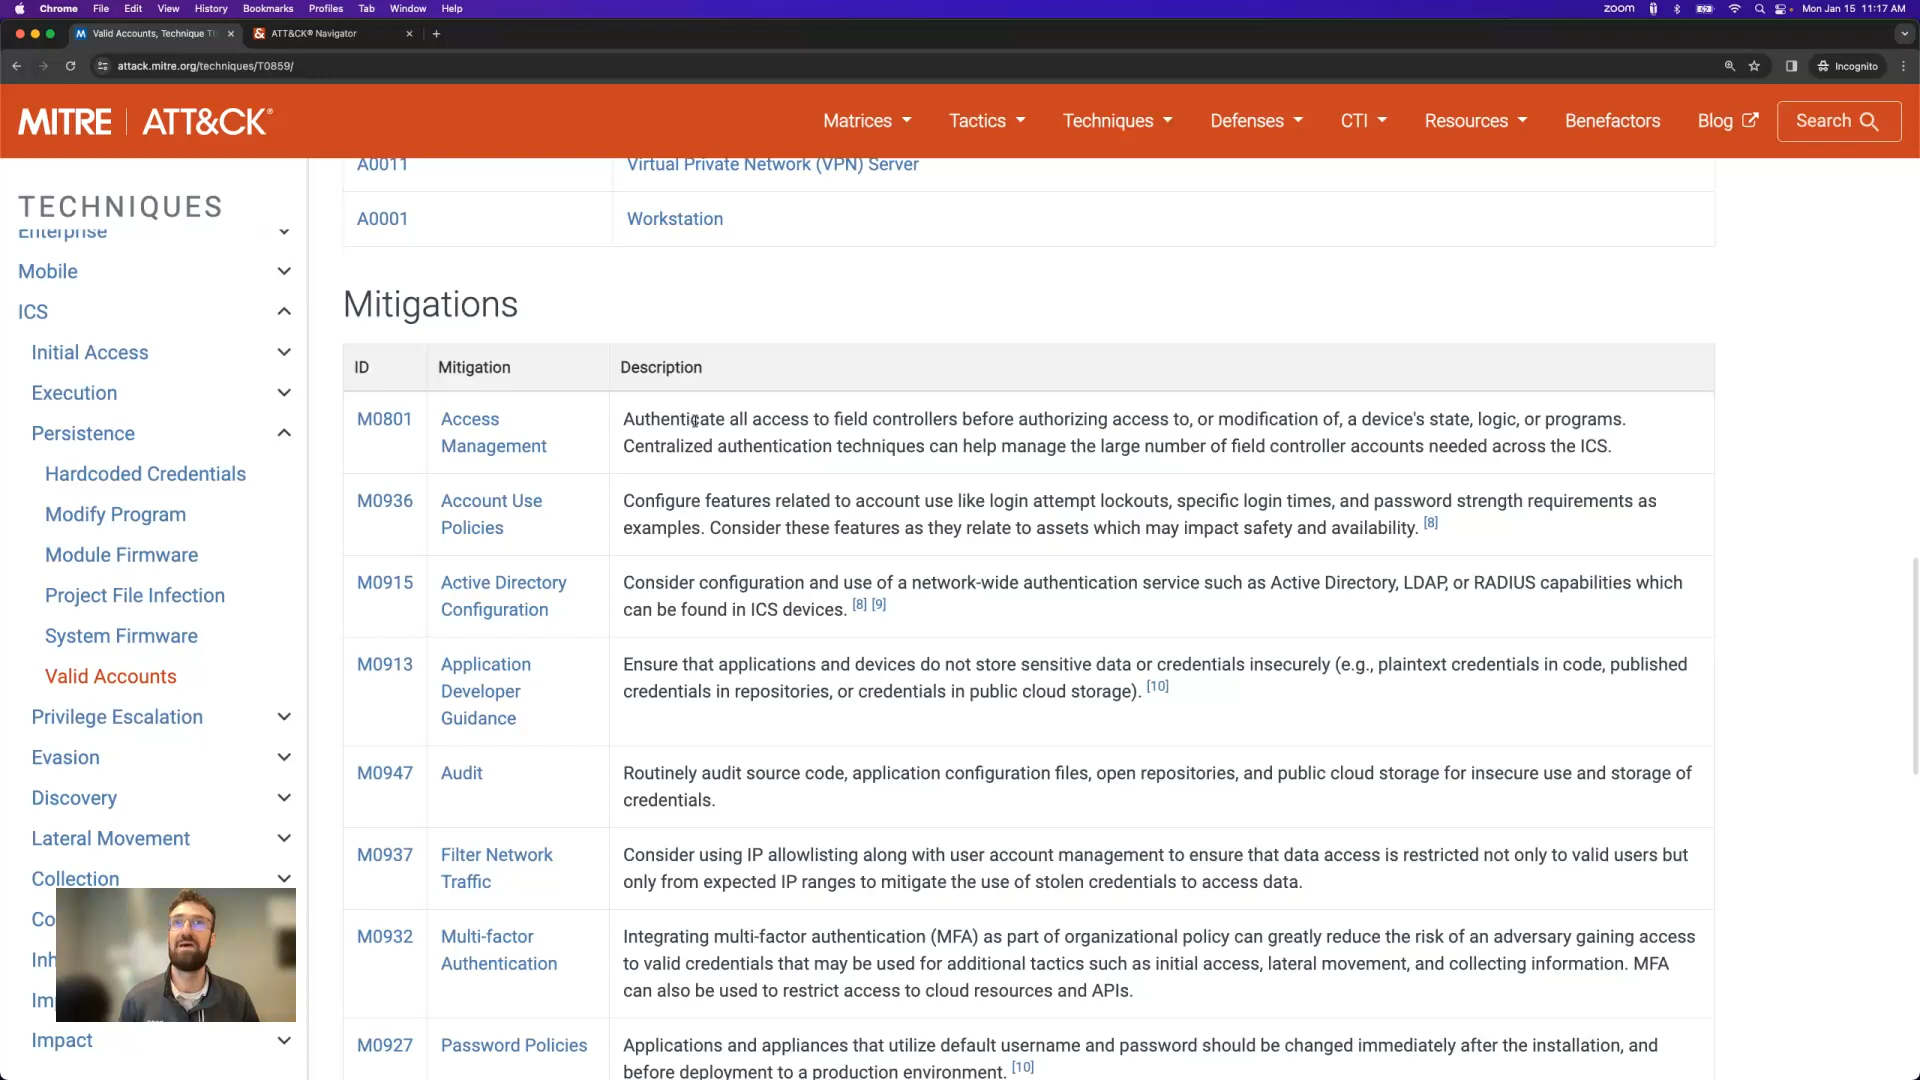 Chrome File Edit View History Bookmarks Profiles Tab Window Help
zoom
Mon Jan 15 11:17 AM
Valid Accounts, Technique T
ATT&CK® Navigator
attack.mitre.org/techniques/T0859/
Incognito
MITRE | ATT&CK®
Matrices Tactics Techniques Defenses CTI Resources Benefactors Blog Search
TECHNIQUES
Enterprise
Mobile
ICS
Initial Access
Execution
Persistence
Hardcoded Credentials
Modify Program
Module Firmware
Project File Infection
System Firmware
Valid Accounts
Privilege Escalation
Evasion
Discovery
Lateral Movement
Collection
Co
Inh
Im
Impact
A0011 Virtual Private Network (VPN) Server
A0001 Workstation
Mitigations
ID Mitigation Description
M0801 Access Management
Authenticate all access to field controllers before authorizing access to, or modification of, a device's state, logic, or programs.
Centralized authentication techniques can help manage the large number of field controller accounts needed across the ICS.
M0936 Account Use Policies
Configure features related to account use like login attempt lockouts, specific login times, and password strength requirements as
examples. Consider these features as they relate to assets which may impact safety and availability. [8]
M0915 Active Directory Configuration
Consider configuration and use of a network-wide authentication service such as Active Directory, LDAP, or RADIUS capabilities which
can be found in ICS devices. [8] [9]
M0913 Application Developer Guidance
Ensure that applications and devices do not store sensitive data or credentials insecurely (e.g., plaintext credentials in code, published
credentials in repositories, or credentials in public cloud storage). [10]
M0947 Audit
Routinely audit source code, application configuration files, open repositories, and public cloud storage for insecure use and storage of
credentials.
M0937 Filter Network Traffic
Consider using IP allowlisting along with user account management to ensure that data access is restricted not only to valid users but
only from expected IP ranges to mitigate the use of stolen credentials to access data.
M0932 Multi-factor Authentication
Integrating multi-factor authentication (MFA) as part of organizational policy can greatly reduce the risk of an adversary gaining access
to valid credentials that may be used for additional tactics such as initial access, lateral movement, and collecting information. MFA
can also be used to restrict access to cloud resources and APIs.
M0927 Password Policies
Applications and appliances that utilize default username and password should be changed immediately after the installation, and
before deployment to a production environment. [10]